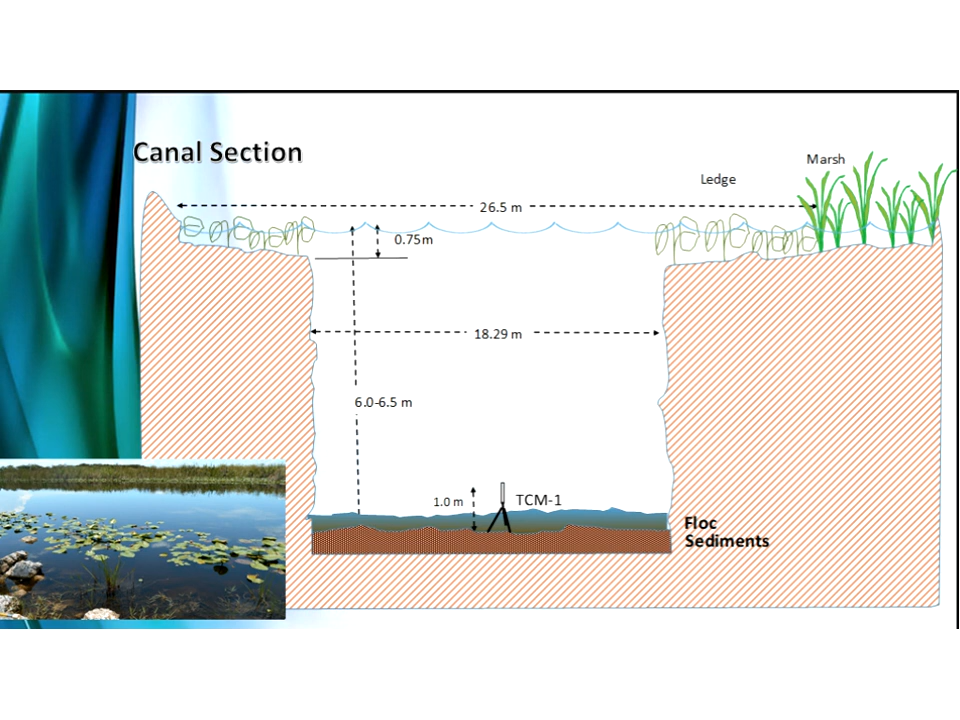 Canal Section
Marsh
Ledge
26.5 m
0.75m
18.29 m
6.0-6.5 m
1.0 m
TCM-1
Floc
Sediments